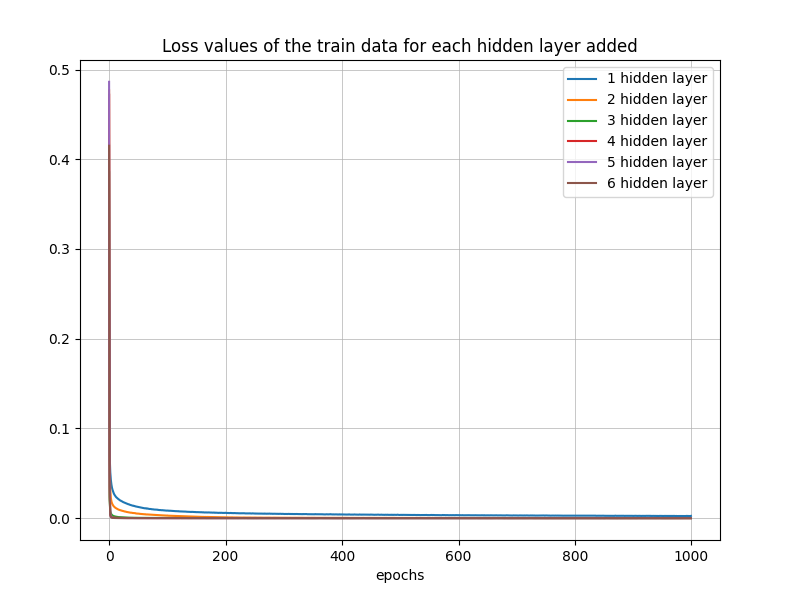 Loss values of the train data for each hidden layer added
0.5
0.4
0.3
0.2
0.1
0.0
1 hidden layer
2 hidden layer
3 hidden layer
4 hidden layer
5 hidden layer
6 hidden layer
0 200 400 600 800 1000
epochs